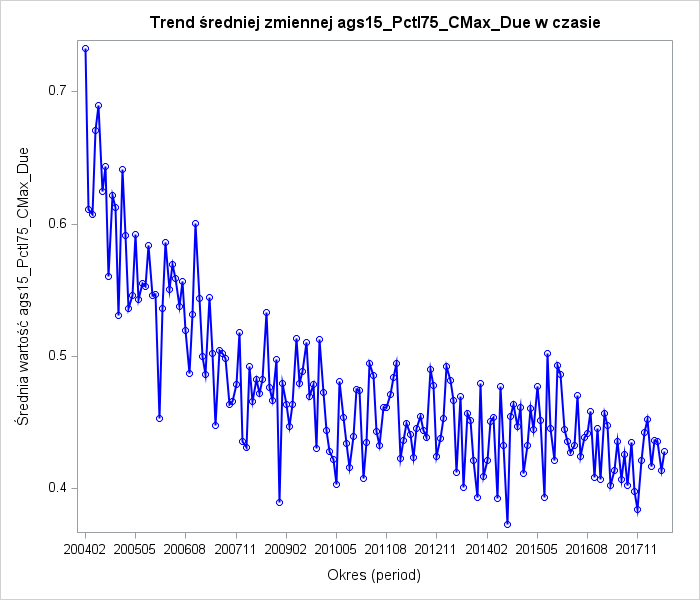 Trend średniej zmiennej ags15_Pctl75_CMax_Due w czasie
Średnia wartość ags15_Pctl75_CMax_Due
0.7
0.6
0.5
0.4
200402 200505 200608 200711 200902 201005 201108 201211 201402 201505 201608 201711
Okres (period)